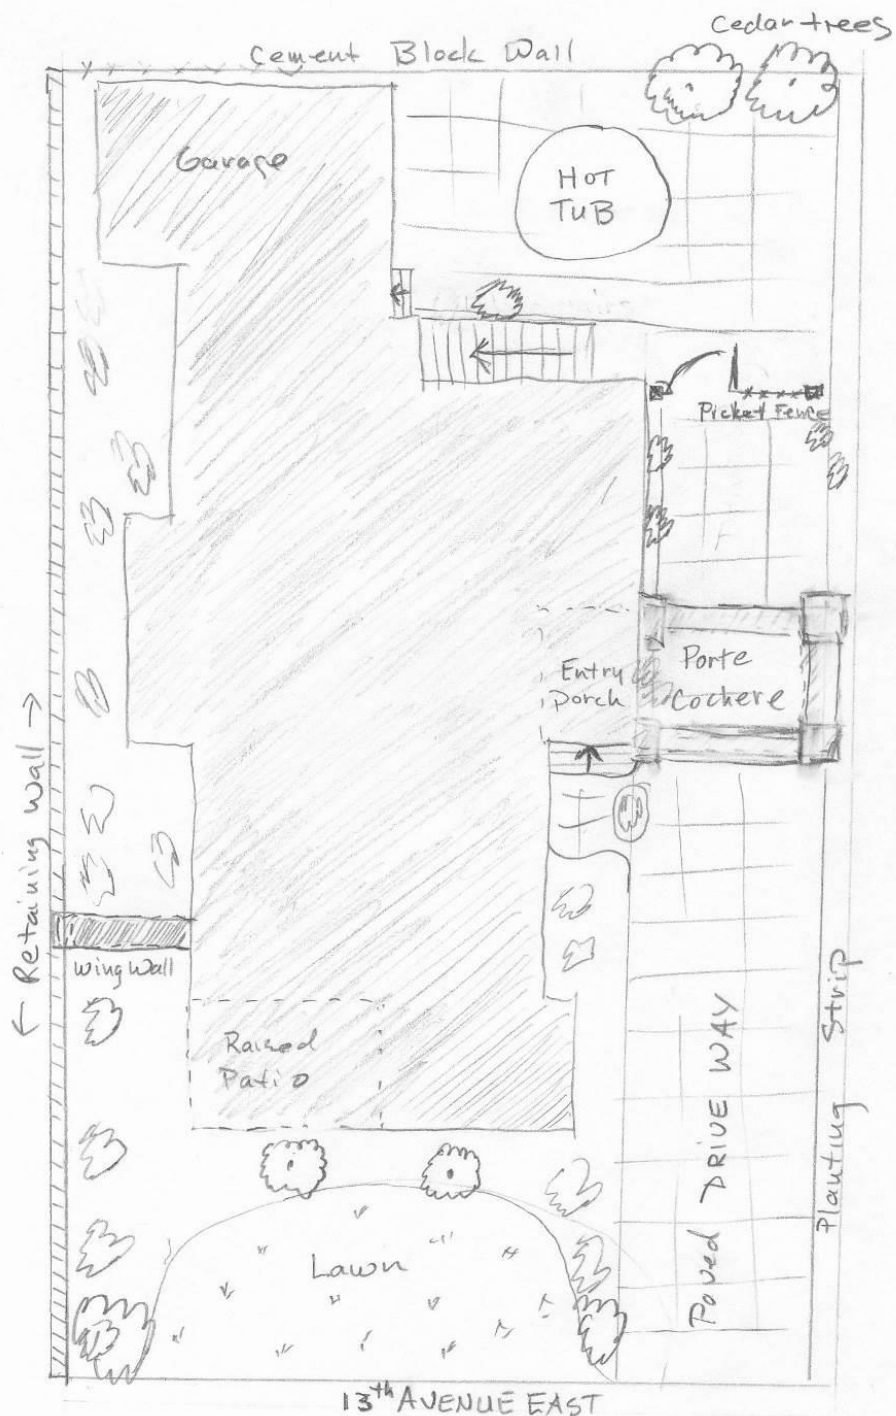 Cedar trees
Cement Block Wall
Garage
HOT
TUB
Picket Fence
Entry
Porch
Porte
Cochere
← Retaining Wall →
Wing Wall
Raised
Patio
Paved DRIVE WAY
Planting Strip
Lawn
13th AVENUE EAST